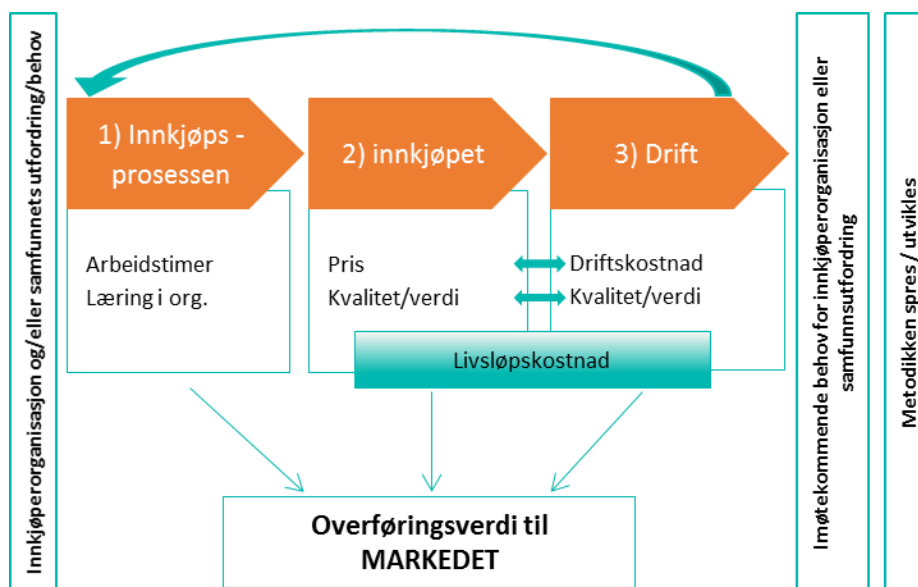 Innkjøperorganisasjon og/eller samfunnets utfordring/behov
1) Innkjøps -
prosessen
2) innkjøpet
3) Drift
Arbeidstimer
Læring i org.
Pris
Kvalitet/verdi
Driftskostnad
Kvalitet/verdi
Livsløpskostnad
Overføringsverdi til
MARKEDET
Imøtekommende behov for innkjøperorganisasjon eller
samfunnsutfordring
Metodikken spres / utvikles